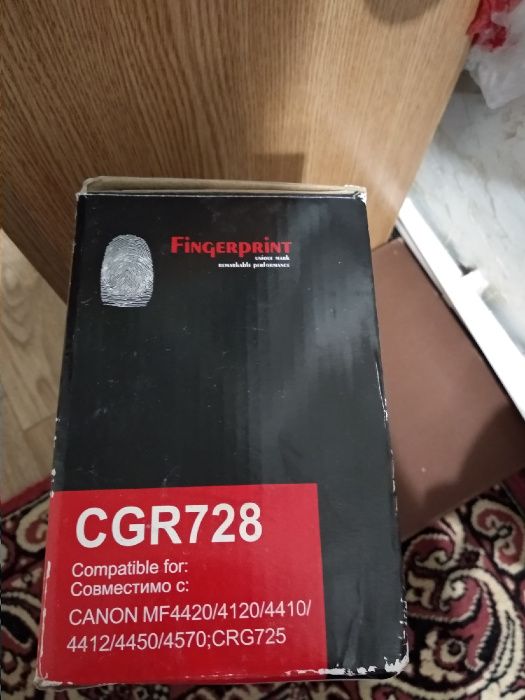 Fingerprint
unique mark
remarkable performance
CGR728
Compatible for:
Совместимо с:
CANON MF4420/4120/4410/
4412/4450/4570;CRG725